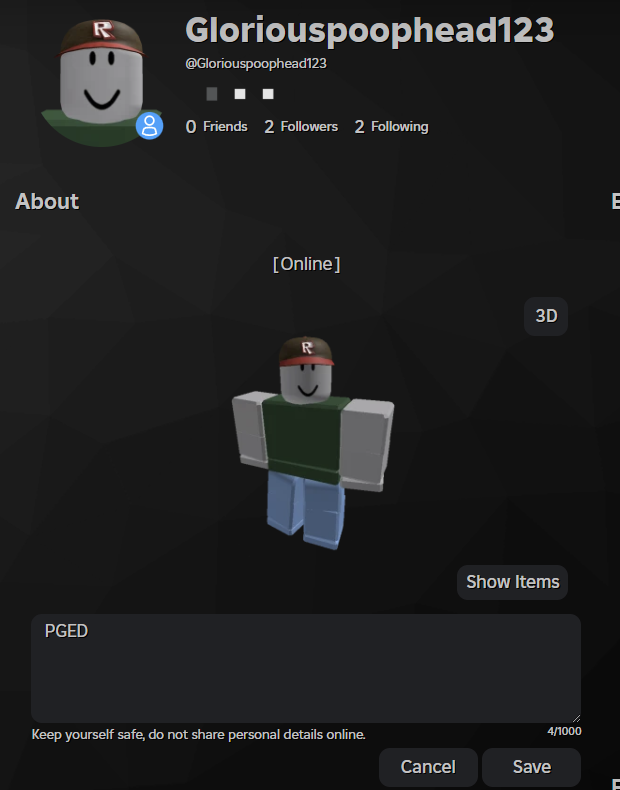 Gloriouspoophead123
@Gloriouspoophead123
0 Friends 2 Followers 2 Following
About
[Online]
3D
R
Show Items
PGED
Keep yourself safe, do not share personal details online. 4/1000
Cancel Save